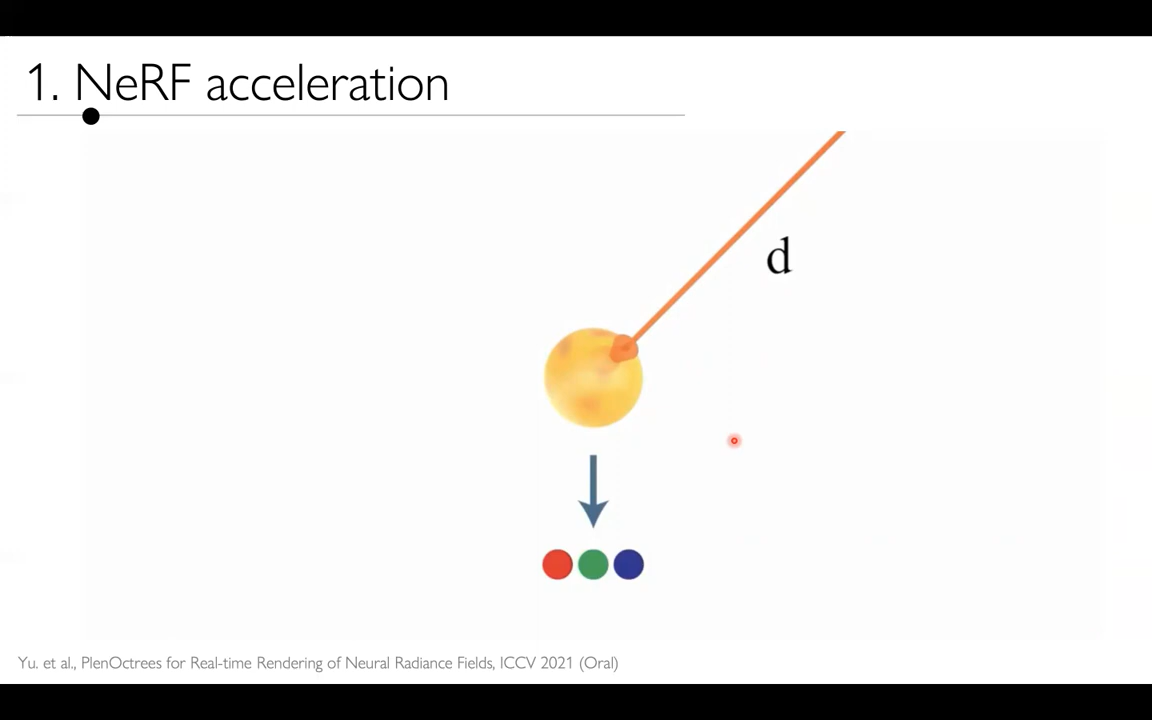 1. NeRF acceleration
d
Yu. et al., PlenOctrees for Real-time Rendering of Neural Radiance Fields, ICCV 2021 (Oral)